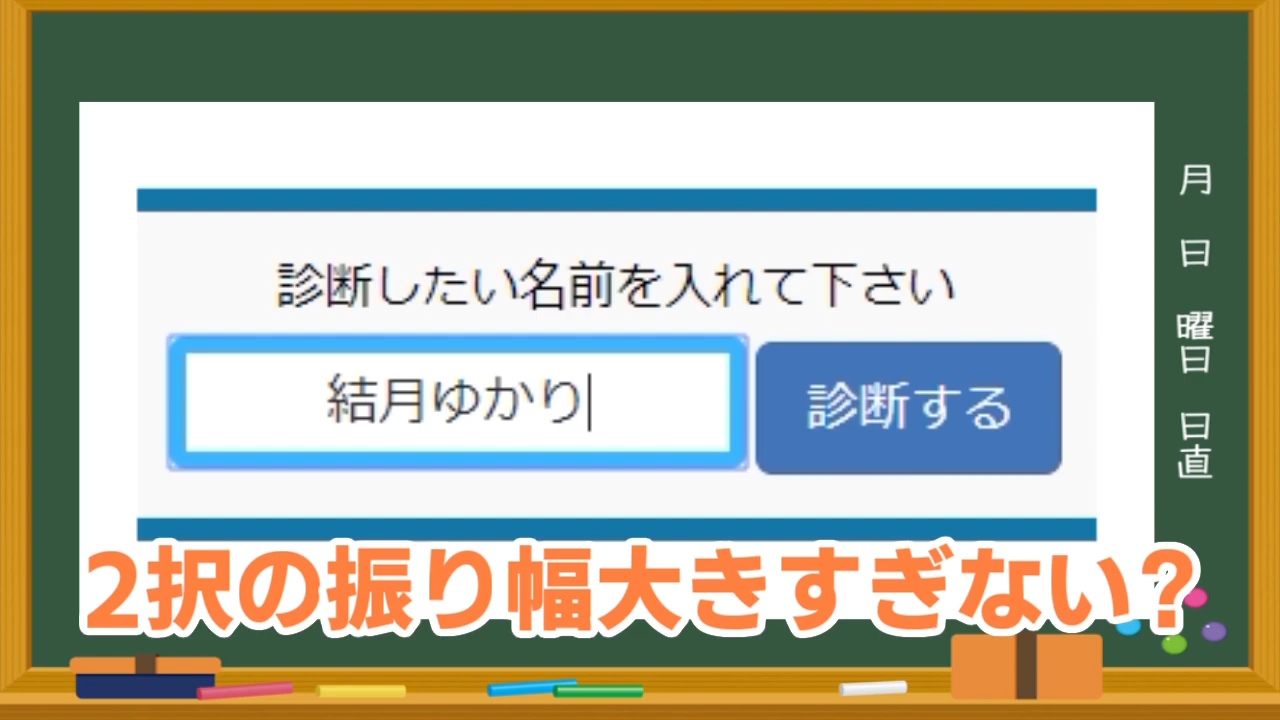 診断したい名前を入れて下さい
結月ゆかり
診断する
2択の振り幅大きすぎない?
月 日 曜日 日直